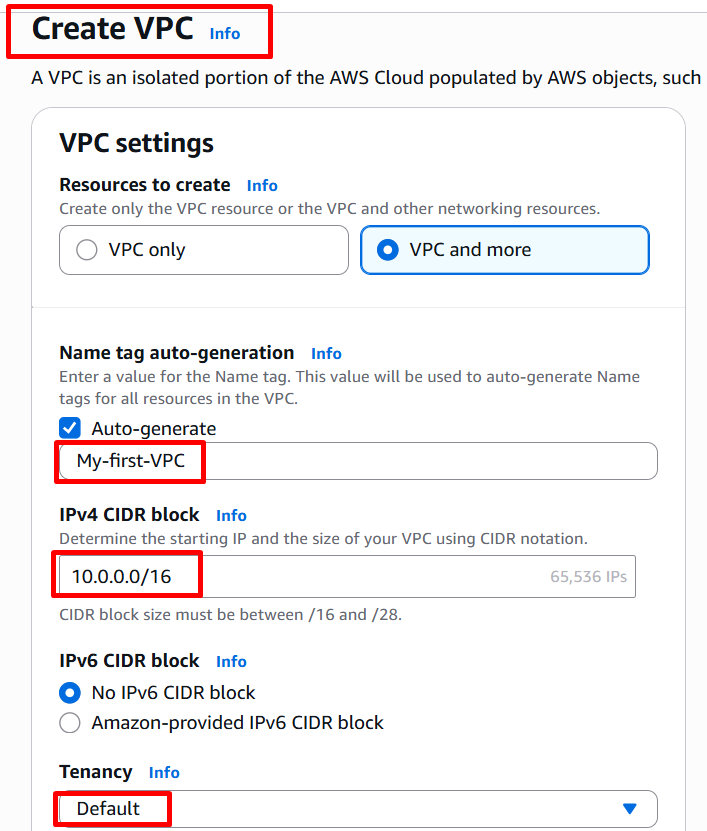 Create VPC Info
A VPC is an isolated portion of the AWS Cloud populated by AWS objects, such
VPC settings
Resources to create Info
Create only the VPC resource or the VPC and other networking resources.
VPC only VPC and more
Name tag auto-generation Info
Enter a value for the Name tag. This value will be used to auto-generate Name
tags for all resources in the VPC.
Auto-generate
My-first-VPC
IPv4 CIDR block Info
Determine the starting IP and the size of your VPC using CIDR notation.
10.0.0.0/16 65,536 IPs
CIDR block size must be between /16 and /28.
IPv6 CIDR block Info
No IPv6 CIDR block
Amazon-provided IPv6 CIDR block
Tenancy Info
Default